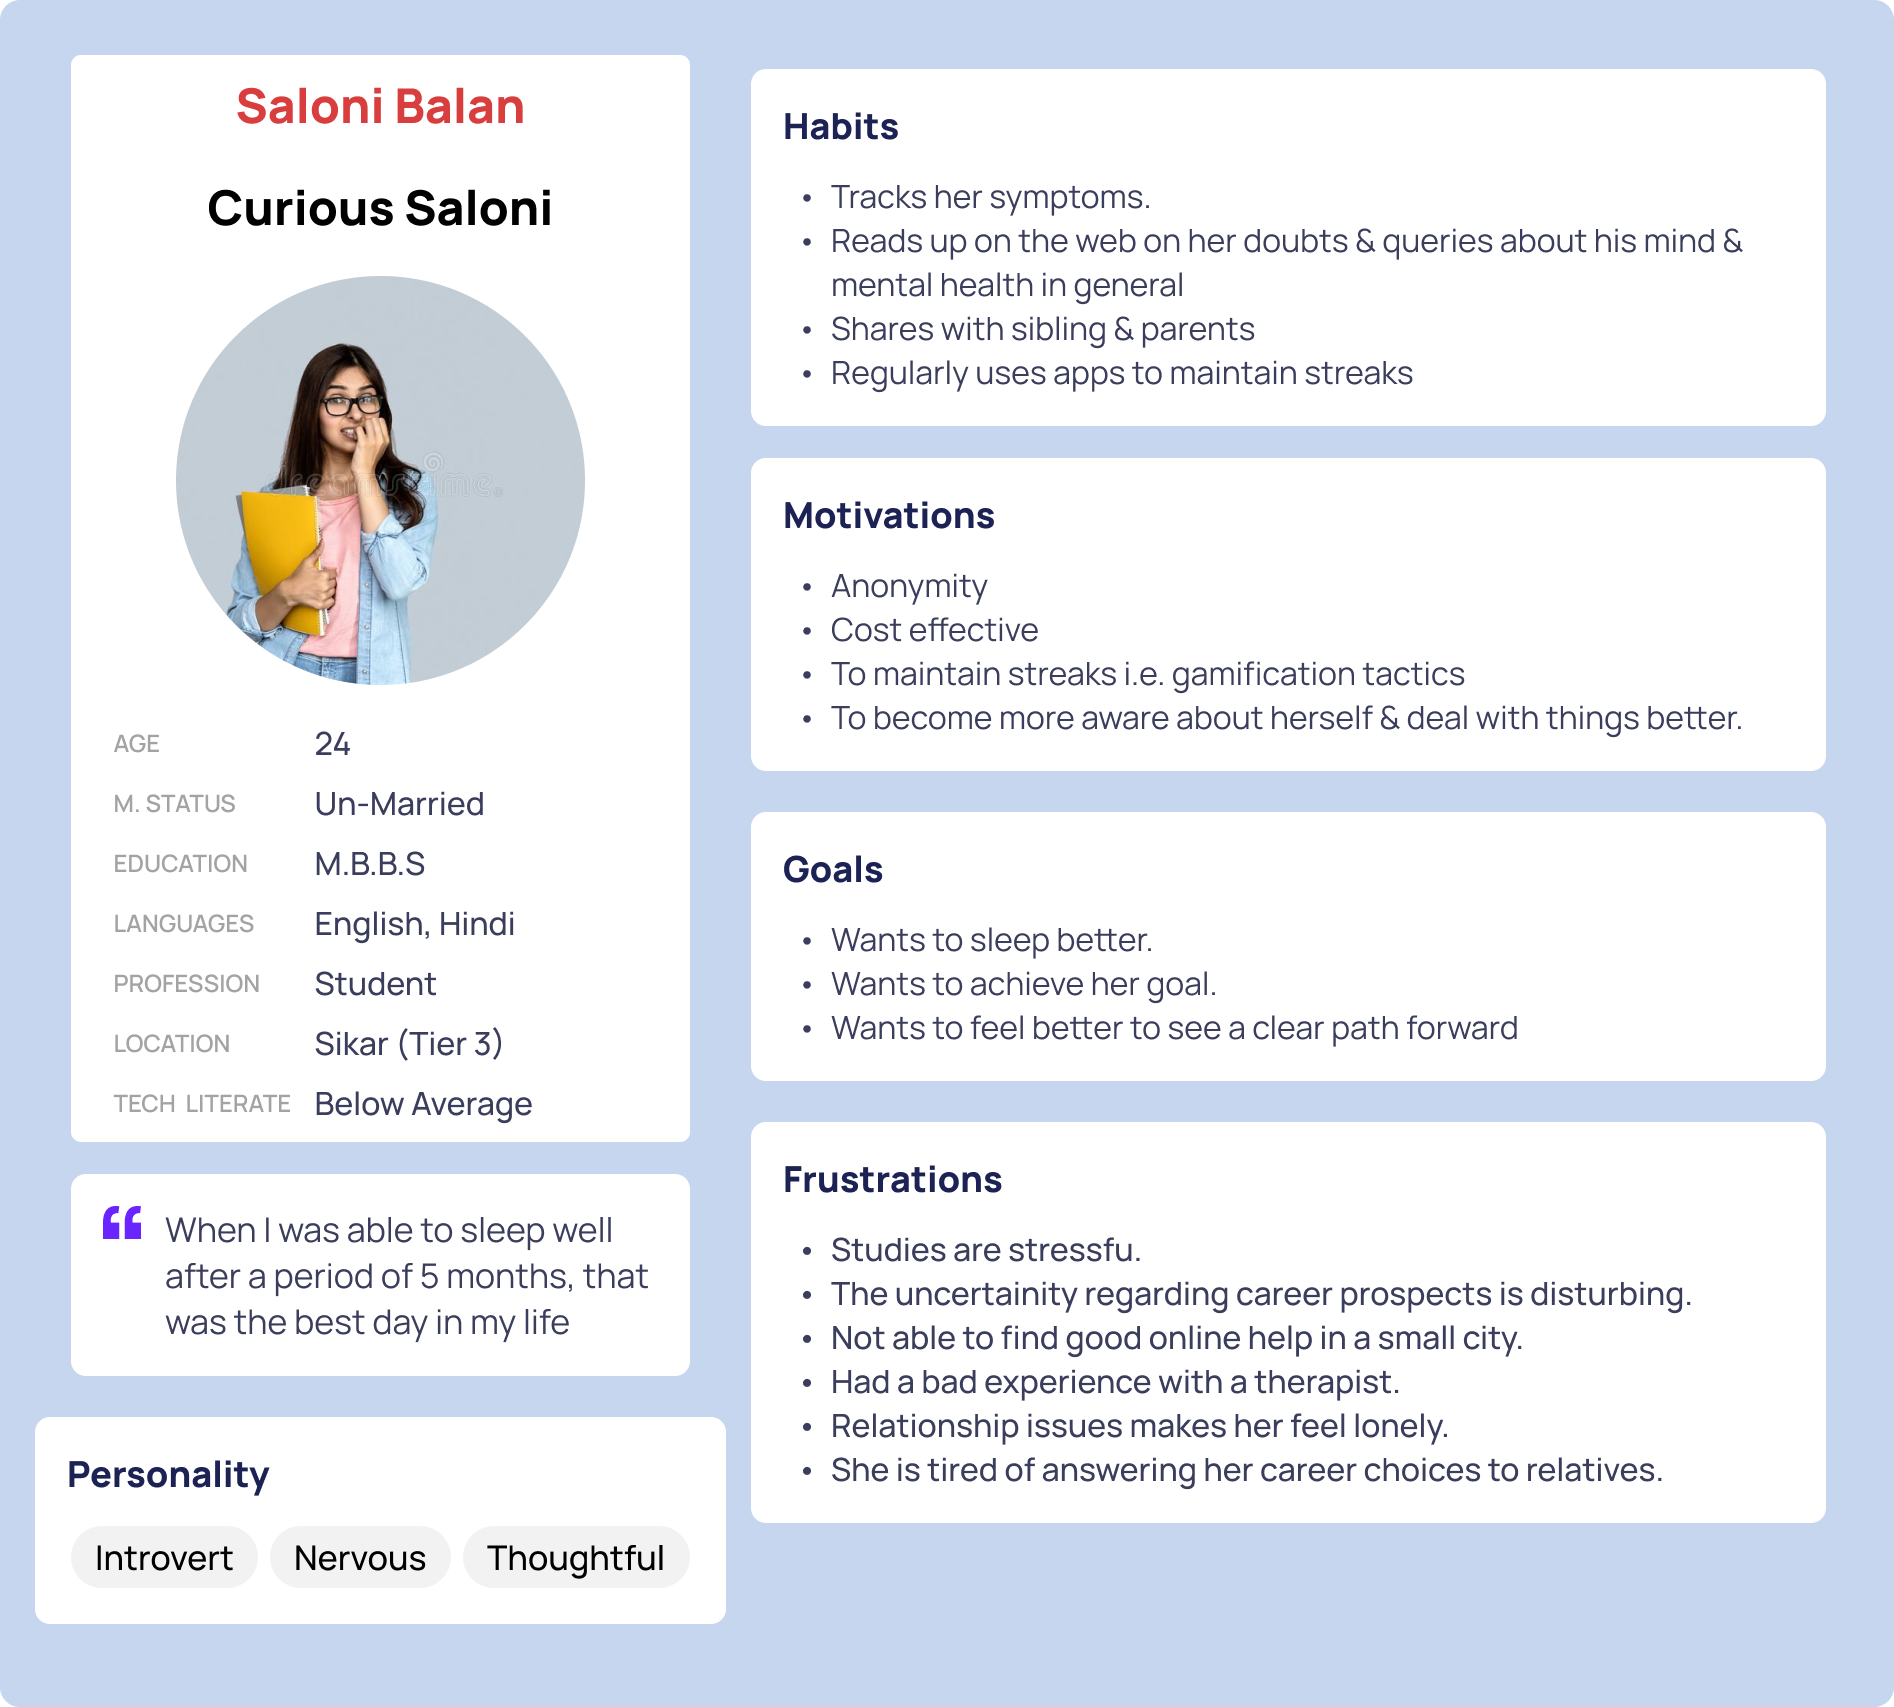 Saloni Balan
Curious Saloni
AGE 24
M. STATUS Un-Married
EDUCATION M.B.B.S
LANGUAGES English, Hindi
PROFESSION Student
LOCATION Sikar (Tier 3)
TECH LITERATE Below Average
When I was able to sleep well
after a period of 5 months, that
was the best day in my life
Personality
Introvert Nervous Thoughtful
Habits
• Tracks her symptoms.
• Reads up on the web on her doubts & queries about his mind &
mental health in general
• Shares with sibling & parents
• Regularly uses apps to maintain streaks
Motivations
• Anonymity
• Cost effective
• To maintain streaks i.e. gamification tactics
• To become more aware about herself & deal with things better.
Goals
• Wants to sleep better.
• Wants to achieve her goal.
• Wants to feel better to see a clear path forward
Frustrations
• Studies are stressfu.
• The uncertainity regarding career prospects is disturbing.
• Not able to find good online help in a small city.
• Had a bad experience with a therapist.
• Relationship issues makes her feel lonely.
• She is tired of answering her career choices to relatives.